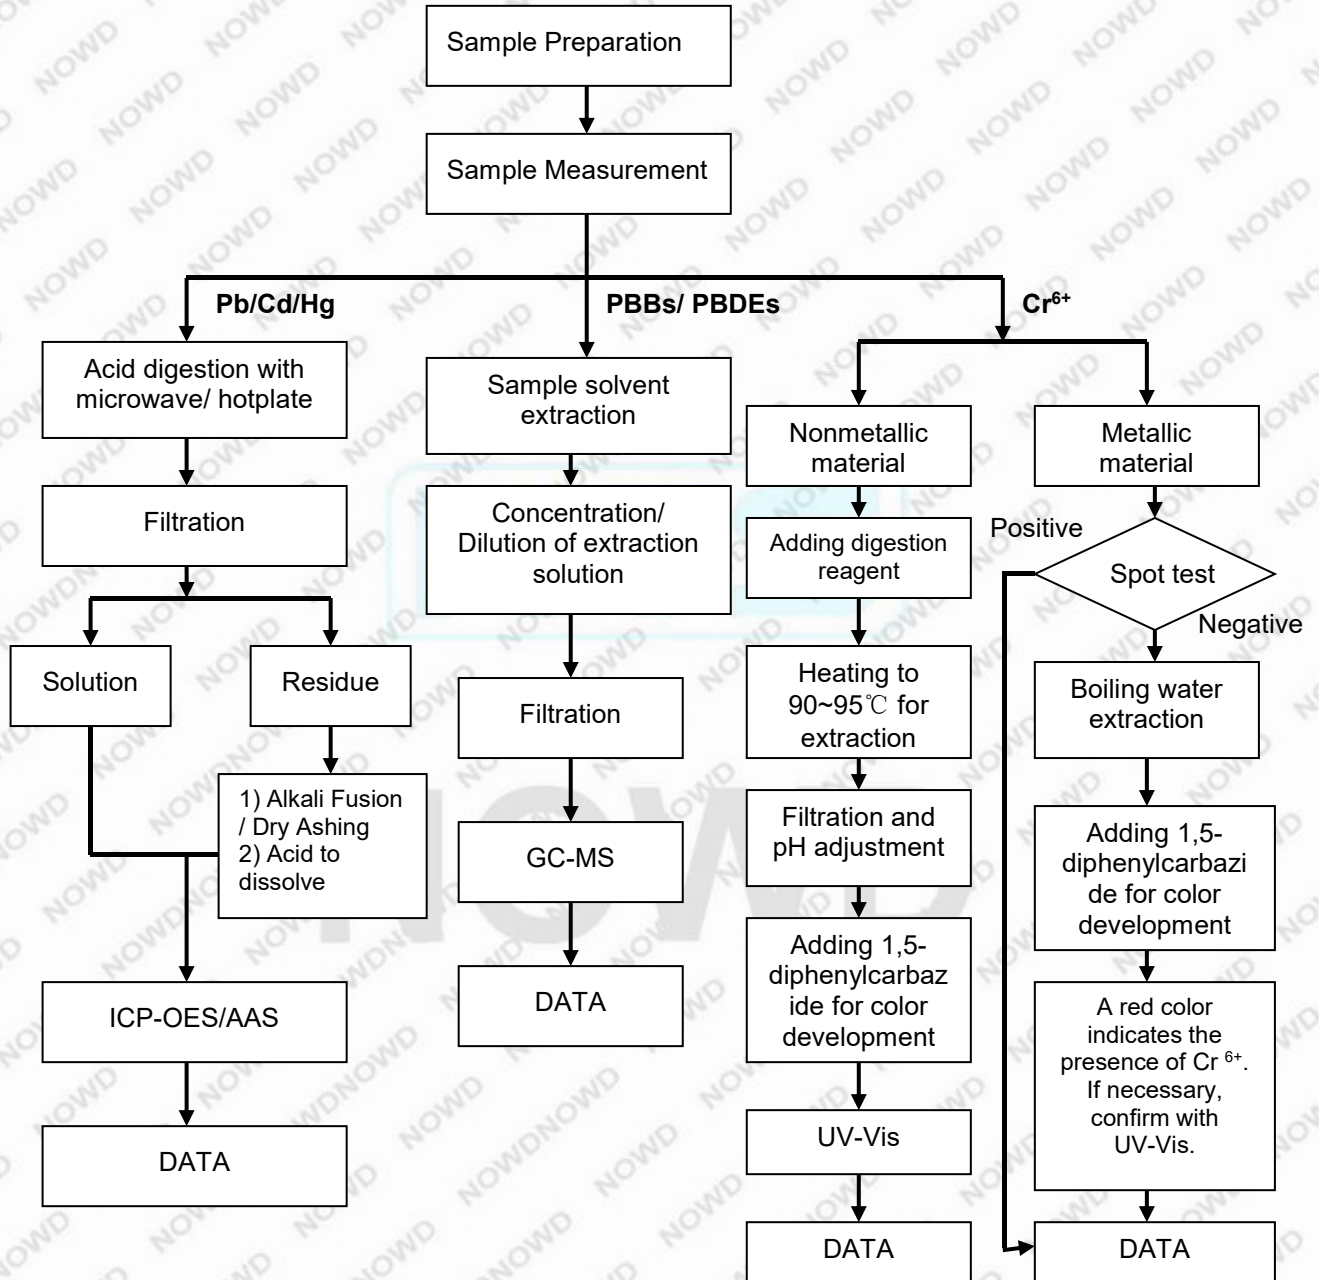 Sample Preparation
Sample Measurement
Pb/Cd/Hg
PBBs/ PBDEs
Cr6+
Acid digestion with
microwave/ hotplate
Filtration
Solution
Residue
1) Alkali Fusion
/ Dry Ashing
2) Acid to
dissolve
ICP-OES/AAS
DATA
Sample solvent
extraction
Concentration/
Dilution of extraction
solution
Filtration
GC-MS
DATA
Nonmetallic
material
Adding digestion
reagent
Heating to
90~95℃ for
extraction
Filtration and
pH adjustment
Adding 1,5-
diphenylcarbaz
ide for color
development
UV-Vis
DATA
Metallic
material
Positive
Spot test
Negative
Boiling water
extraction
Adding 1,5-
diphenylcarbazi
de for color
development
A red color
indicates the
presence of Cr 6+.
If necessary,
confirm with
UV-Vis.
DATA
NOWD